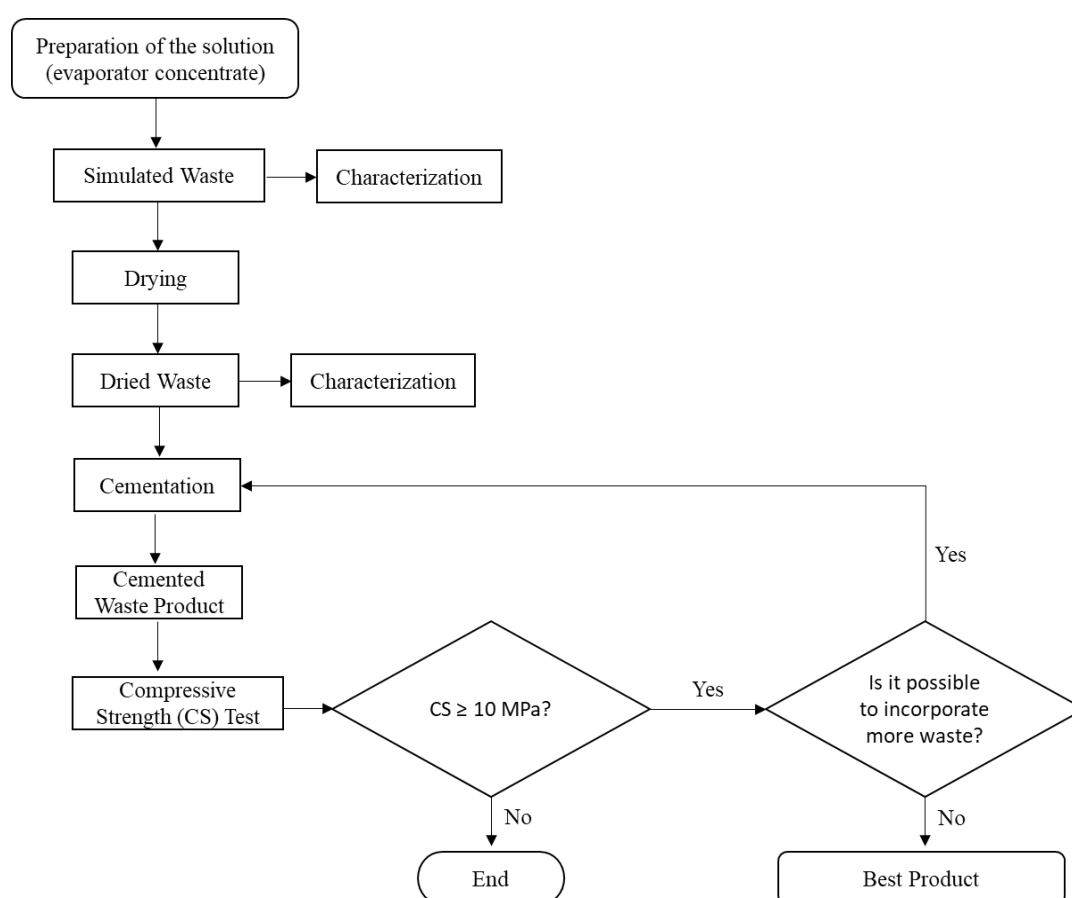 Preparation of the solution
(evaporator concentrate)
Simulated Waste
Characterization
Drying
Dried Waste
Characterization
Cementation
Yes
Cemented
Waste Product
Compressive
Strength (CS) Test
CS ≥ 10 MPa?
Yes
Is it possible
to incorporate
more waste?
No
No
End
Best Product